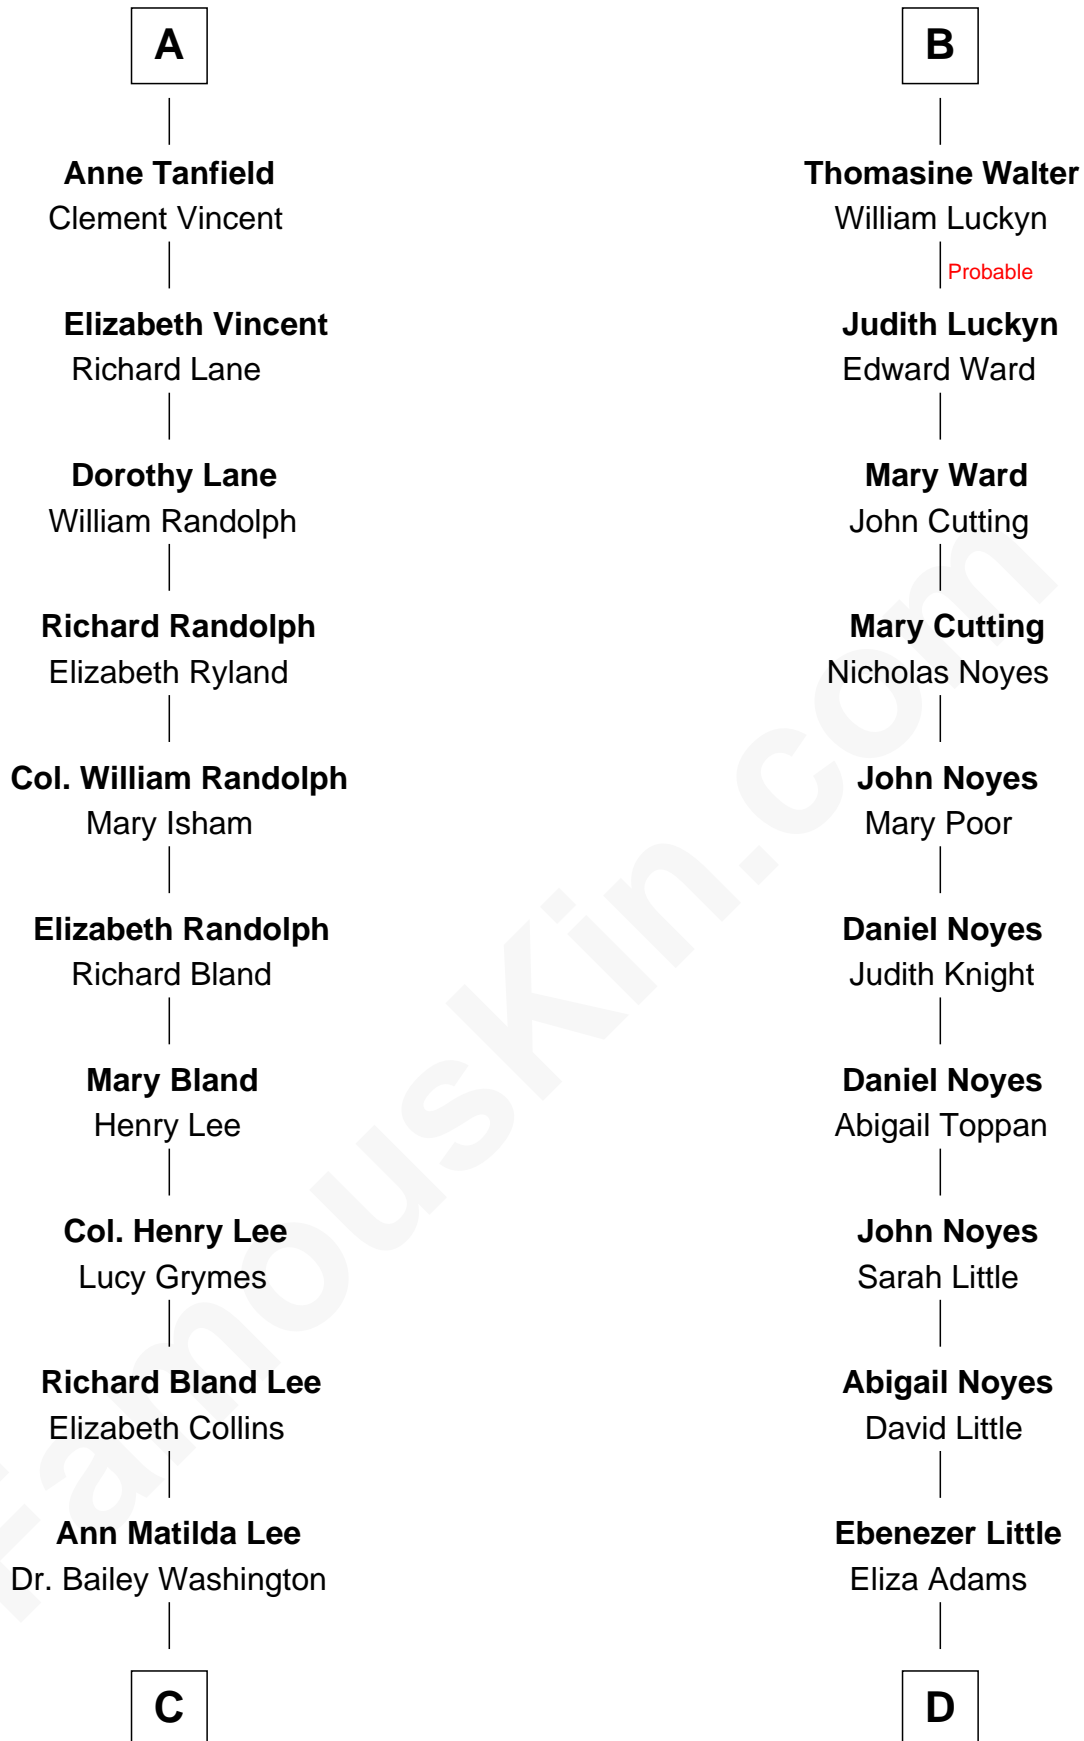 A
Anne Tanfield
Clement Vincent
Elizabeth Vincent
Richard Lane
Dorothy Lane
William Randolph
Richard Randolph
Elizabeth Ryland
Col. William Randolph
Mary Isham
Elizabeth Randolph
Richard Bland
Mary Bland
Henry Lee
Col. Henry Lee
Lucy Grymes
Richard Bland Lee
Elizabeth Collins
Ann Matilda Lee
Dr. Bailey Washington
C
B
Thomasine Walter
William Luckyn
Probable
Judith Luckyn
Edward Ward
Mary Ward
John Cutting
Mary Cutting
Nicholas Noyes
John Noyes
Mary Poor
Daniel Noyes
Judith Knight
Daniel Noyes
Abigail Toppan
John Noyes
Sarah Little
Abigail Noyes
David Little
Ebenezer Little
Eliza Adams
D
FamousKin.com